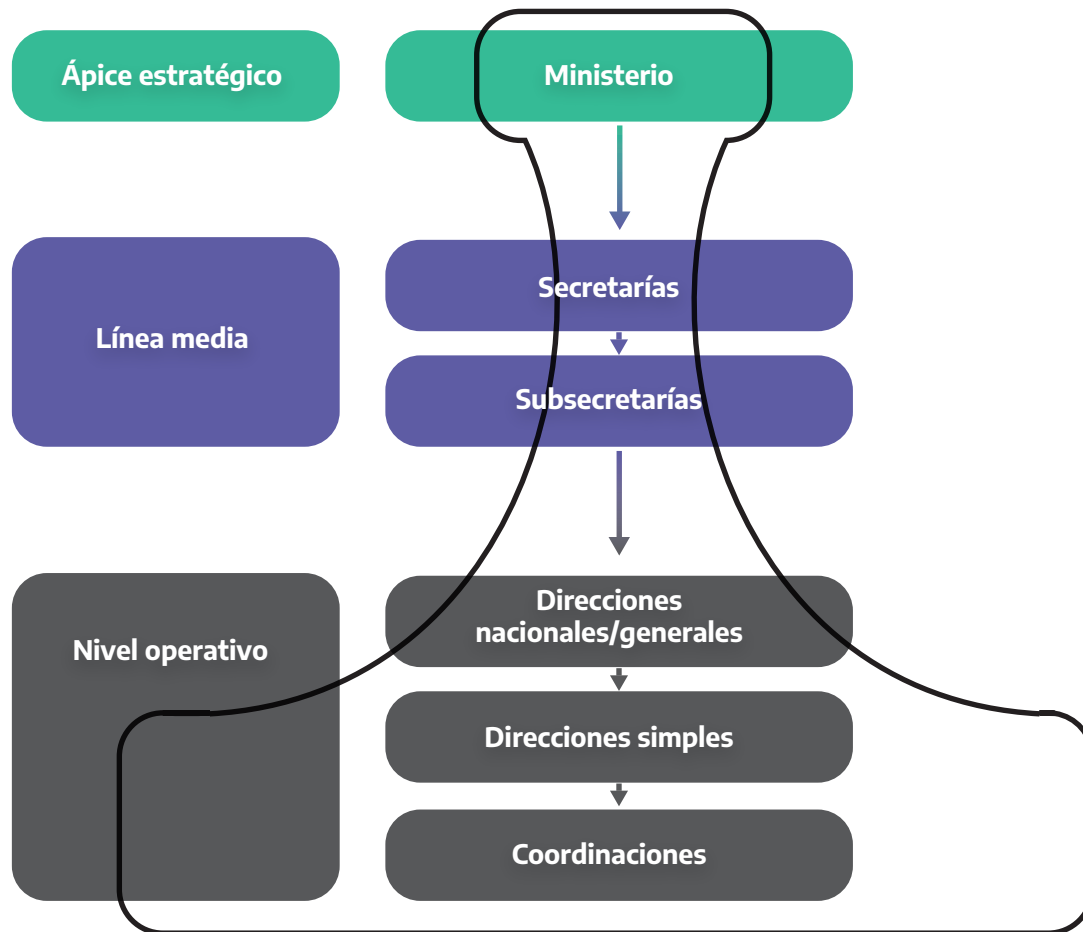 Ápice estratégico
Ministerio
Línea media
Secretarías
Subsecretarías
Nivel operativo
Direcciones
nacionales/generales
Direcciones simples
Coordinaciones